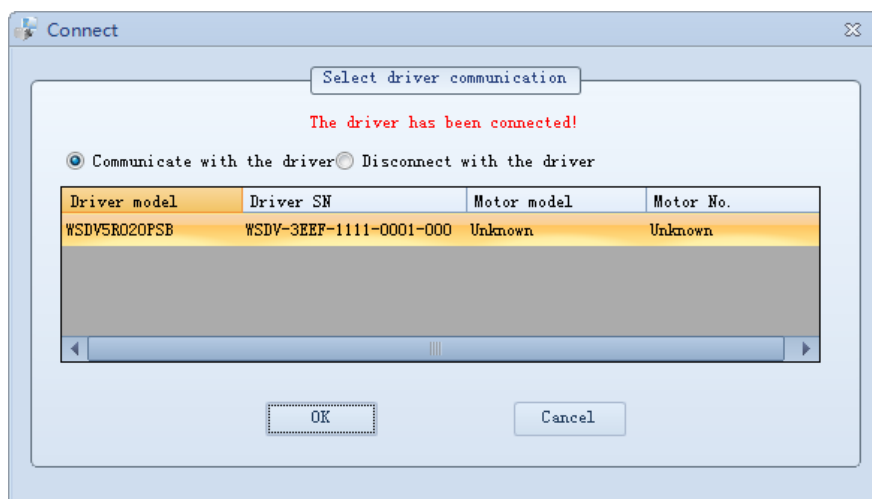 Connect
Select driver communication
The driver has been connected!
Communicate with the driver Disconnect with the driver
Driver model Driver SN Motor model Motor No.
WSDV5R020PSB WSDV-3EEF-1111-0001-000 Unknown Unknown
OK Cancel